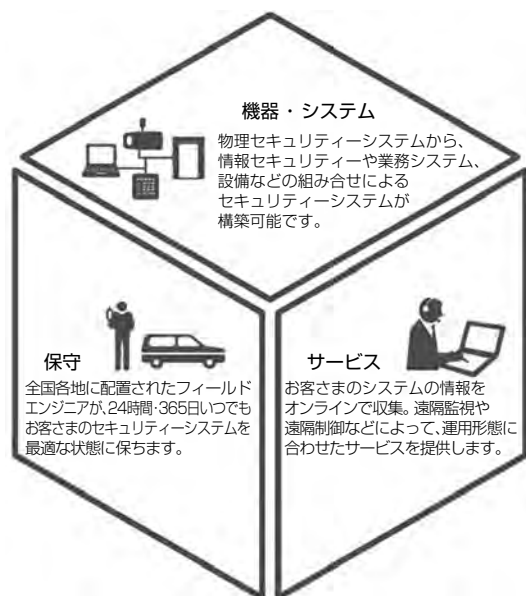 機器・システム
物理セキュリティーシステムから、
情報セキュリティーや業務システム、
設備などの組み合せによる
セキュリティーシステムが
構築可能です。
保守
全国各地に配置されたフィールド
エンジニアが、24時間・365日いつでも
お客さまのセキュリティーシステムを
最適な状態に保ちます。
サービス
お客さまのシステムの情報を
オンラインで収集。遠隔監視や
遠隔制御などによって、運用形態に
合わせたサービスを提供します。